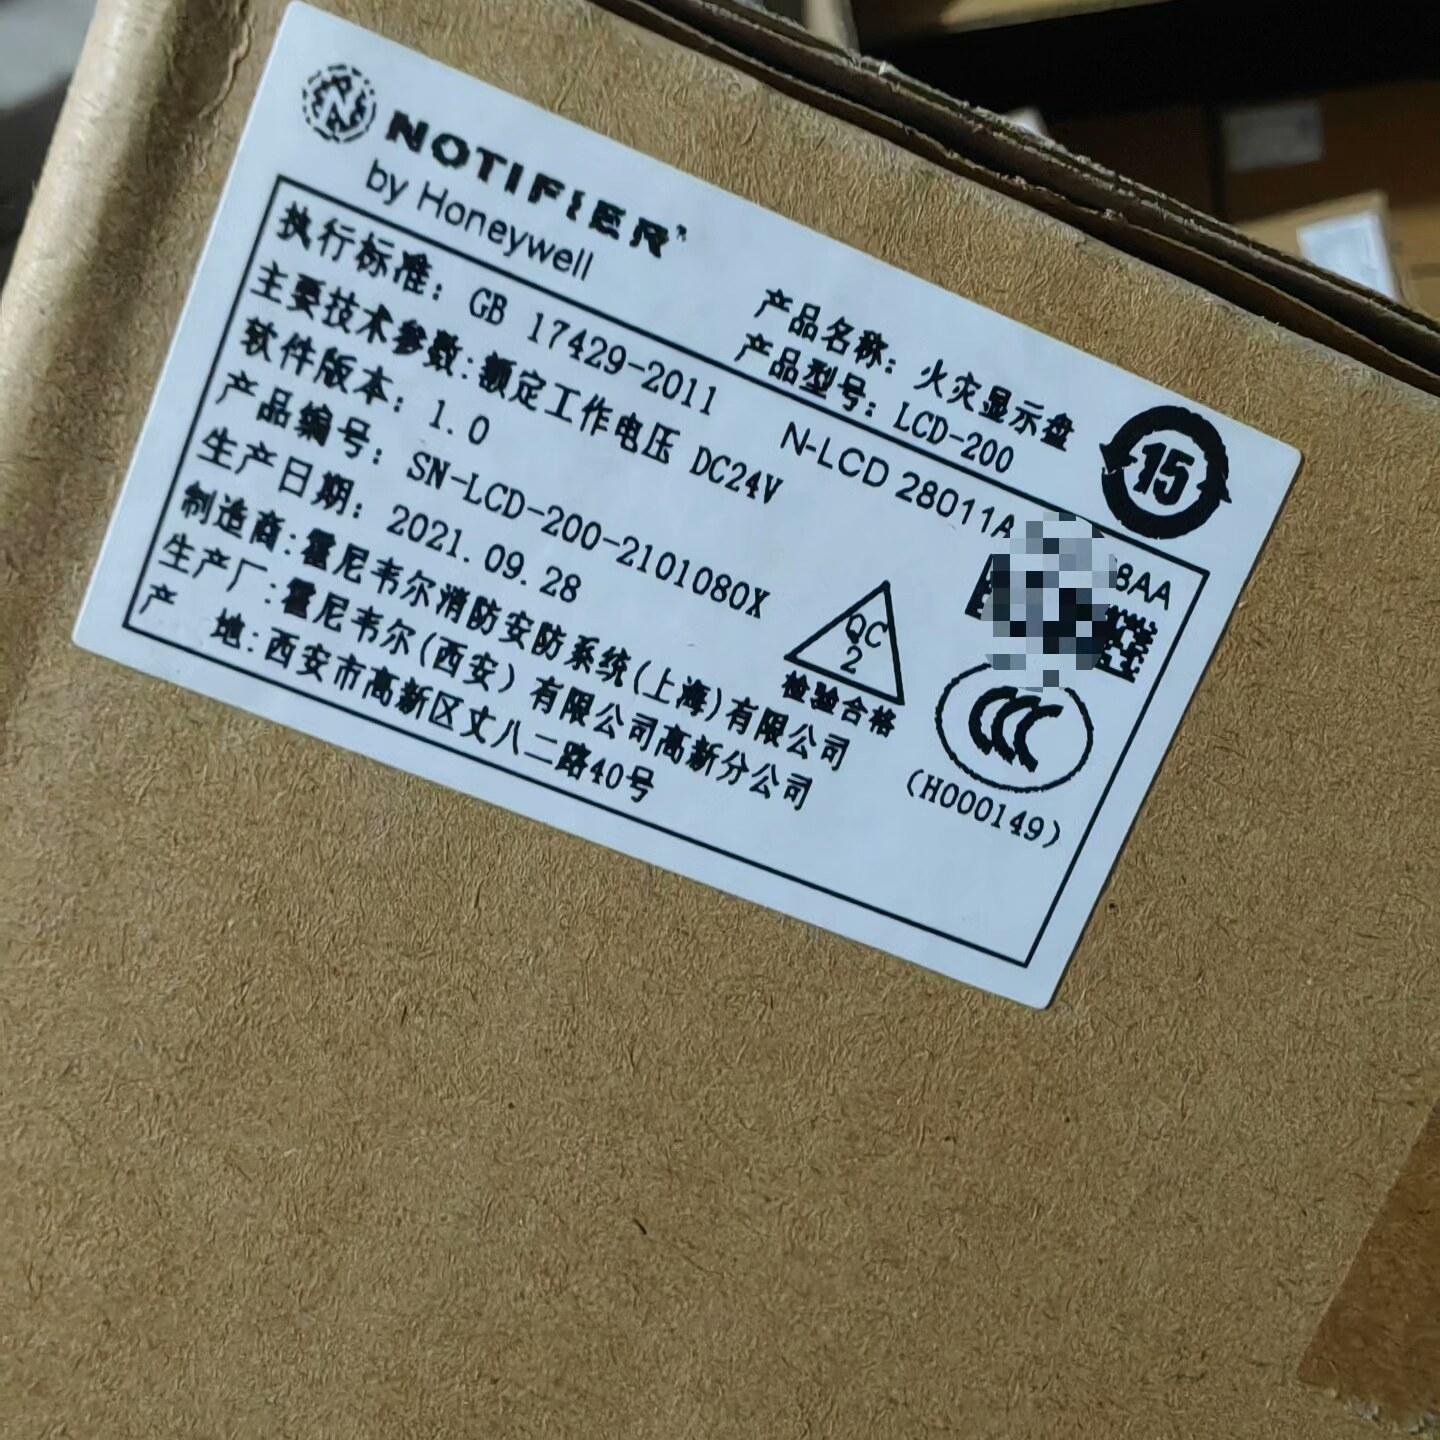 NOTIFIER
by Honeywell
产品名称：火灾显示盘
产品型号：LCD-200
15
执行标准：GB 17429-2011
N-LCD 28011A
8AA
主要技术参数：额定工作电压 DC24V
软件版本：1.0
产品编号：SN-LCD-200-2101080X
生产日期：2021.09.28
制造商：霍尼韦尔消防安防系统(上海)有限公司
生产厂：霍尼韦尔(西安)有限公司高新分公司
产 地：西安市高新区丈八二路40号
QC
2
检验合格
CCC
(H000149)